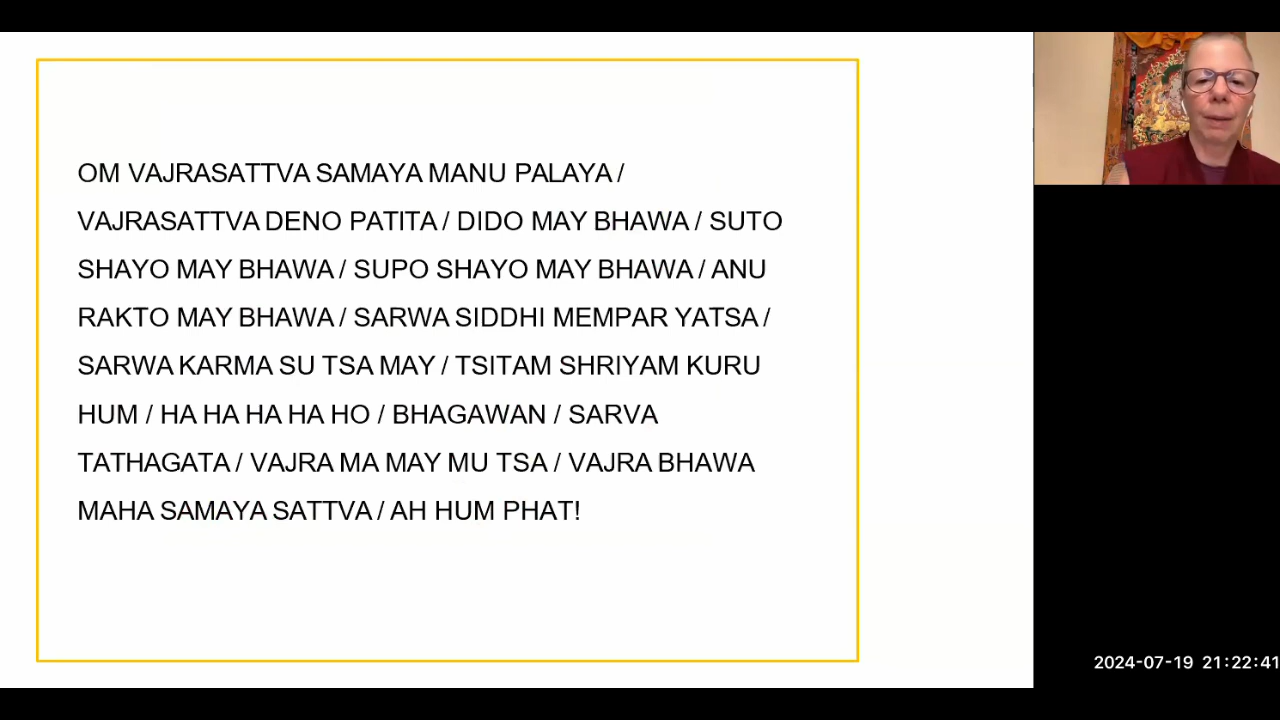 OM VAJRASATTVA SAMAYA MANU PALAYA /
VAJRASATTVA DENO PATITA / DIDO MAY BHAWA / SUTO
SHAYO MAY BHAWA / SUPO SHAYO MAY BHAWA / ANU
RAKTO MAY BHAWA / SARWA SIDDHI MEMPAR YATSA /
SARWA KARMA SU TSA MAY / TSITAM SHRIYAM KURU
HUM / HA HA HA HA HO / BHAGAWAN / SARVA
TATHAGATA / VAJRA MA MAY MU TSA / VAJRA BHAWA
MAHA SAMAYA SATTVA / AH HUM PHAT!
2024-07-19 21:22:41